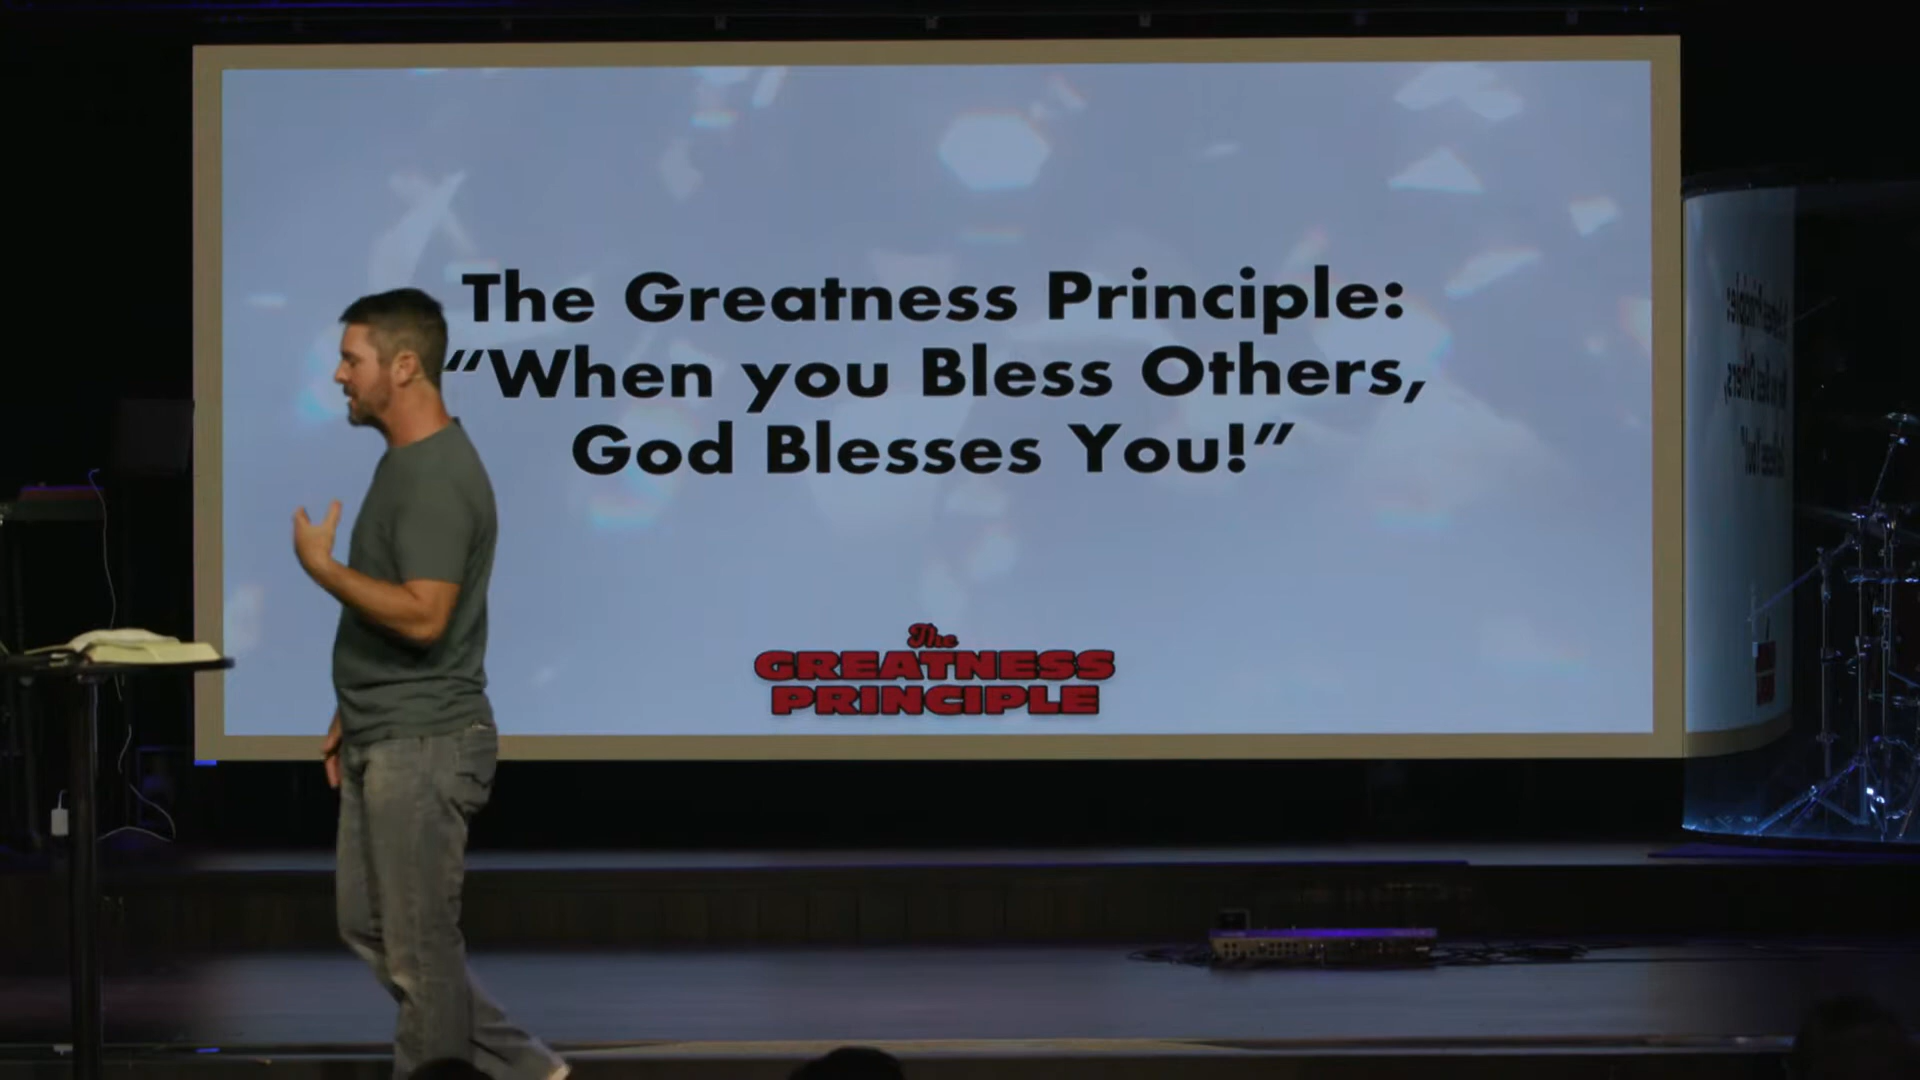 The Greatness Principle:
“When you Bless Others,
God Blesses You!”
The
GREATNESS
PRINCIPLE